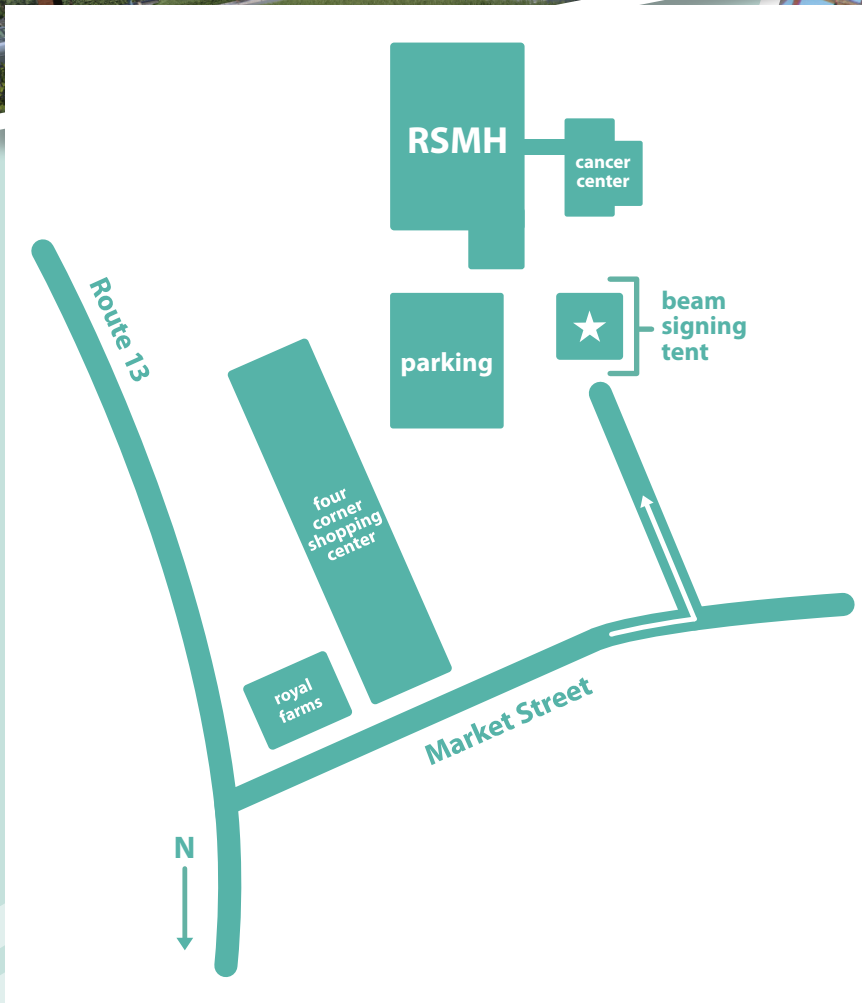 RSMH
cancer
center
Route 13
beam
signing
tent
parking
four
corner
shopping
center
royal
farms
Market Street
N